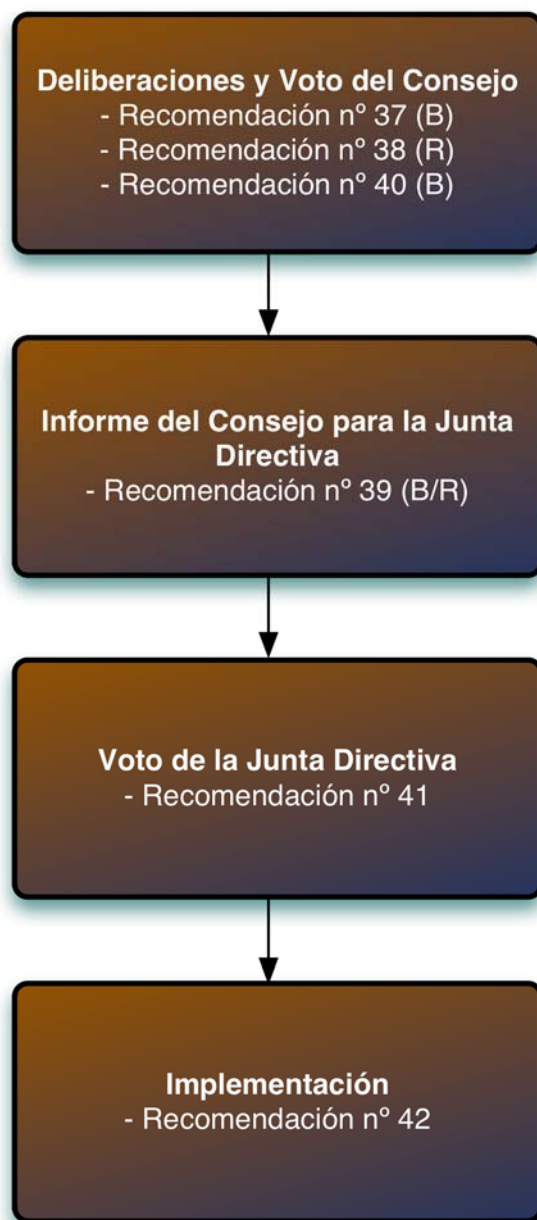 Deliberaciones y Voto del Consejo
- Recomendación nº 37 (B)
- Recomendación nº 38 (R)
- Recomendación nº 40 (B)
Informe del Consejo para la Junta
Directiva
- Recomendación nº 39 (B/R)
Voto de la Junta Directiva
- Recomendación nº 41
Implementación
- Recomendación nº 42